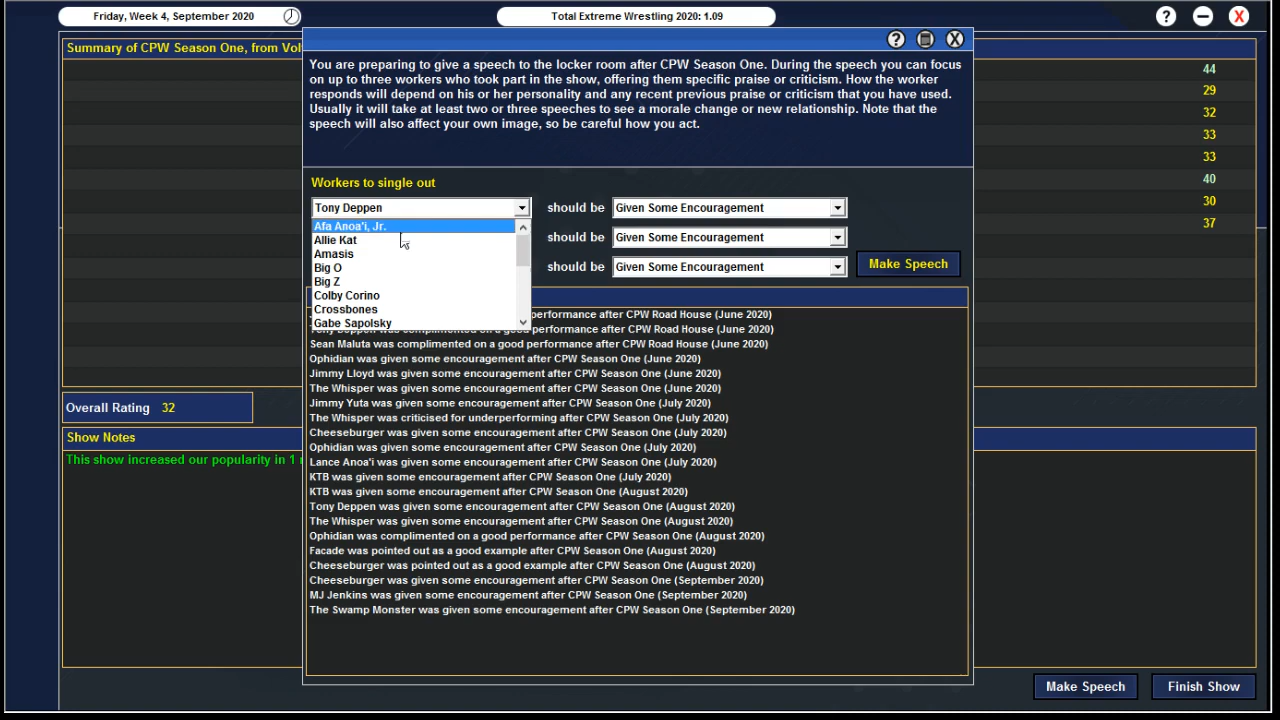 Friday, Week 4, September 2020
Total Extreme Wrestling 2020: 1.09
? X
Summary of CPW Season One, from
? X
You are preparing to give a speech to the locker room after CPW Season One. During the speech you can focus
on up to three workers who took part in the show, offering them specific praise or criticism. How the worker
responds will depend on his or her personality and any recent previous praise or criticism that you have used.
Usually it will take at least two or three speeches to see a morale change or new relationship. Note that the
speech will also affect your own image, so be careful how you act.
44
29
32
33
33
40
30
37
Workers to single out
Tony Deppen should be Given Some Encouragement
should be Given Some Encouragement
should be Given Some Encouragement
Make Speech
Afa Anoa'i, Jr.
Allie Kat
Amasis
Big O
Big Z
Colby Corino
Crossbones
Gabe Sapolsky
performance after CPW Road House (June 2020)
Tony Deppen was complimented on a good performance after CPW Road House (June 2020)
Sean Maluta was complimented on a good performance after CPW Road House (June 2020)
Ophidian was given some encouragement after CPW Season One (June 2020)
Jimmy Lloyd was given some encouragement after CPW Season One (June 2020)
The Whisper was given some encouragement after CPW Season One (June 2020)
Jimmy Yuta was given some encouragement after CPW Season One (July 2020)
The Whisper was criticised for underperforming after CPW Season One (July 2020)
Cheeseburger was given some encouragement after CPW Season One (July 2020)
Ophidian was given some encouragement after CPW Season One (July 2020)
Lance Anoa'i was given some encouragement after CPW Season One (July 2020)
KTB was given some encouragement after CPW Season One (July 2020)
KTB was given some encouragement after CPW Season One (August 2020)
Tony Deppen was given some encouragement after CPW Season One (August 2020)
The Whisper was given some encouragement after CPW Season One (August 2020)
Ophidian was complimented on a good performance after CPW Season One (August 2020)
Facade was pointed out as a good example after CPW Season One (August 2020)
Cheeseburger was pointed out as a good example after CPW Season One (August 2020)
Cheeseburger was given some encouragement after CPW Season One (September 2020)
MJ Jenkins was given some encouragement after CPW Season One (September 2020)
The Swamp Monster was given some encouragement after CPW Season One (September 2020)
Overall Rating 32
Show Notes
This show increased our popularity in 1
Make Speech
Finish Show